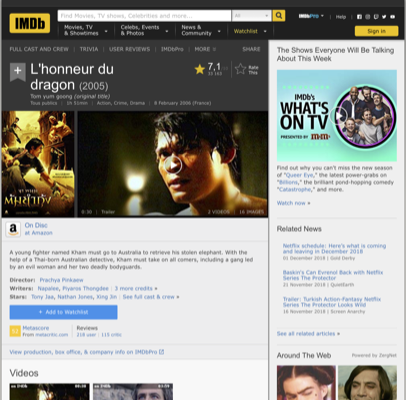 IMDb
Find Movies, TV shows, Celebrities and more...
All
IMDbPro
Help
Movies, TV
& Showtimes
Celebs, Events
& Photos
News &
Community
Watchlist
Sign in
FULL CAST AND CREW | TRIVIA | USER REVIEWS | IMDbPro | MORE
SHARE
L'honneur du
dragon (2005)
Tom yum goong (original title)
Tous publics | 1h 51min | Action, Crime, Drama | 8 February 2006 (France)
7,1
Rate
This
0:30 | Trailer
2 VIDEOS
16 IMAGES
On Disc
at Amazon
A young fighter named Kham must go to Australia to retrieve his stolen elephant. With the
help of a Thai-born Australian detective, Kham must take on all comers, including a gang led
by an evil woman and her two deadly bodyguards.
Director: Prachya Pinkaew
Writers: Napalee, Piyaros Thongdee | 3 more credits »
Stars: Tony Jaa, Nathan Jones, Xing Jin | See full cast & crew »
+ Add to Watchlist
Metascore
From metacritic.com
Reviews
218 user | 115 critic
View production, box office, & company info on IMDbPro
Videos
The Shows Everyone Will Be Talking
About This Week
IMDb's
WHAT'S
ON TV
PRESENTED BY
Find out why you can't miss the new season
of "Queer Eye," the latest power-grabs on
"Billions," the brilliant pond-hopping comedy
"Catastrophe," and more.
Watch now »
Related News
Netflix schedule: Here's what is coming
and leaving in December 2018
01 December 2018 | Gold Derby
Baskin's Can Evrenol Back with Netflix
Series The Protector
21 November 2018 | QuietEarth
Trailer: Turkish Action-Fantasy Netflix
Series The Protector Looks Wild
16 November 2018 | Screen Anarchy
See all related articles »
Around The Web
Powered by ZergNet